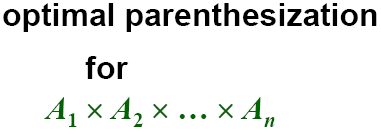 optimal parenthesization
for
A₁ × A₂ × … × Aₙ